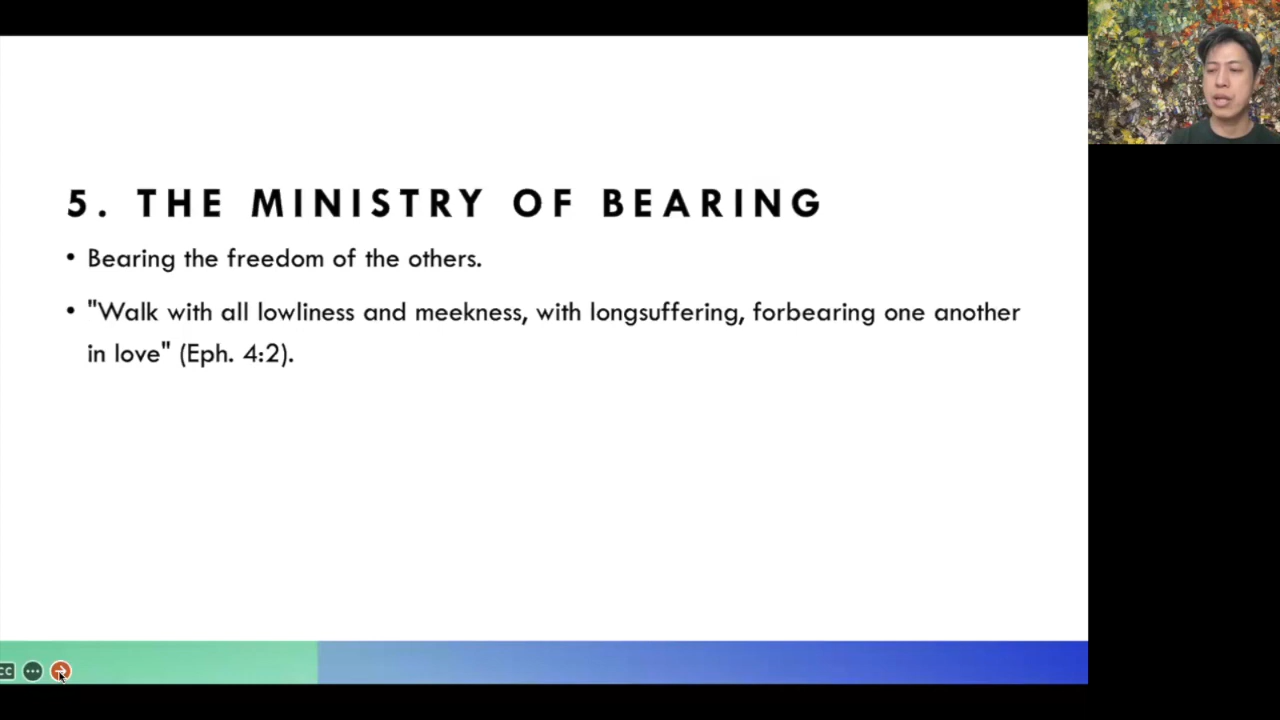 5. THE MINISTRY OF BEARING
• Bearing the freedom of the others.
• "Walk with all lowliness and meekness, with longsuffering, forbearing one another
in love" (Eph. 4:2).
CC